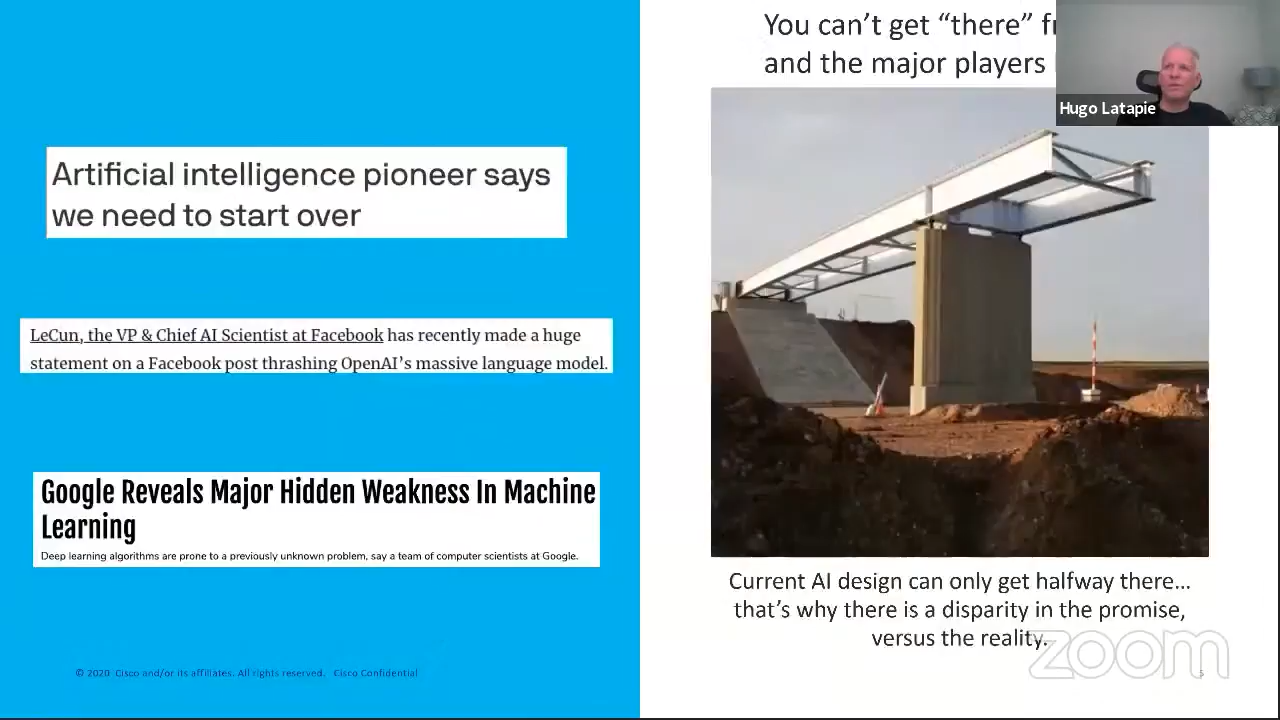 Artificial intelligence pioneer says
we need to start over
LeCun, the VP & Chief AI Scientist at Facebook has recently made a huge
statement on a Facebook post thrashing OpenAI's massive language model.
Google Reveals Major Hidden Weakness In Machine
Learning
Deep learning algorithms are prone to a previously unknown problem, say a team of computer scientists at Google.
© 2020 Cisco and/or its affiliates. All rights reserved. Cisco Confidential
You can't get “there”
and the major players
Hugo Latapie
Current AI design can only get halfway there...
that's why there is a disparity in the promise,
versus the reality.
zoom
5